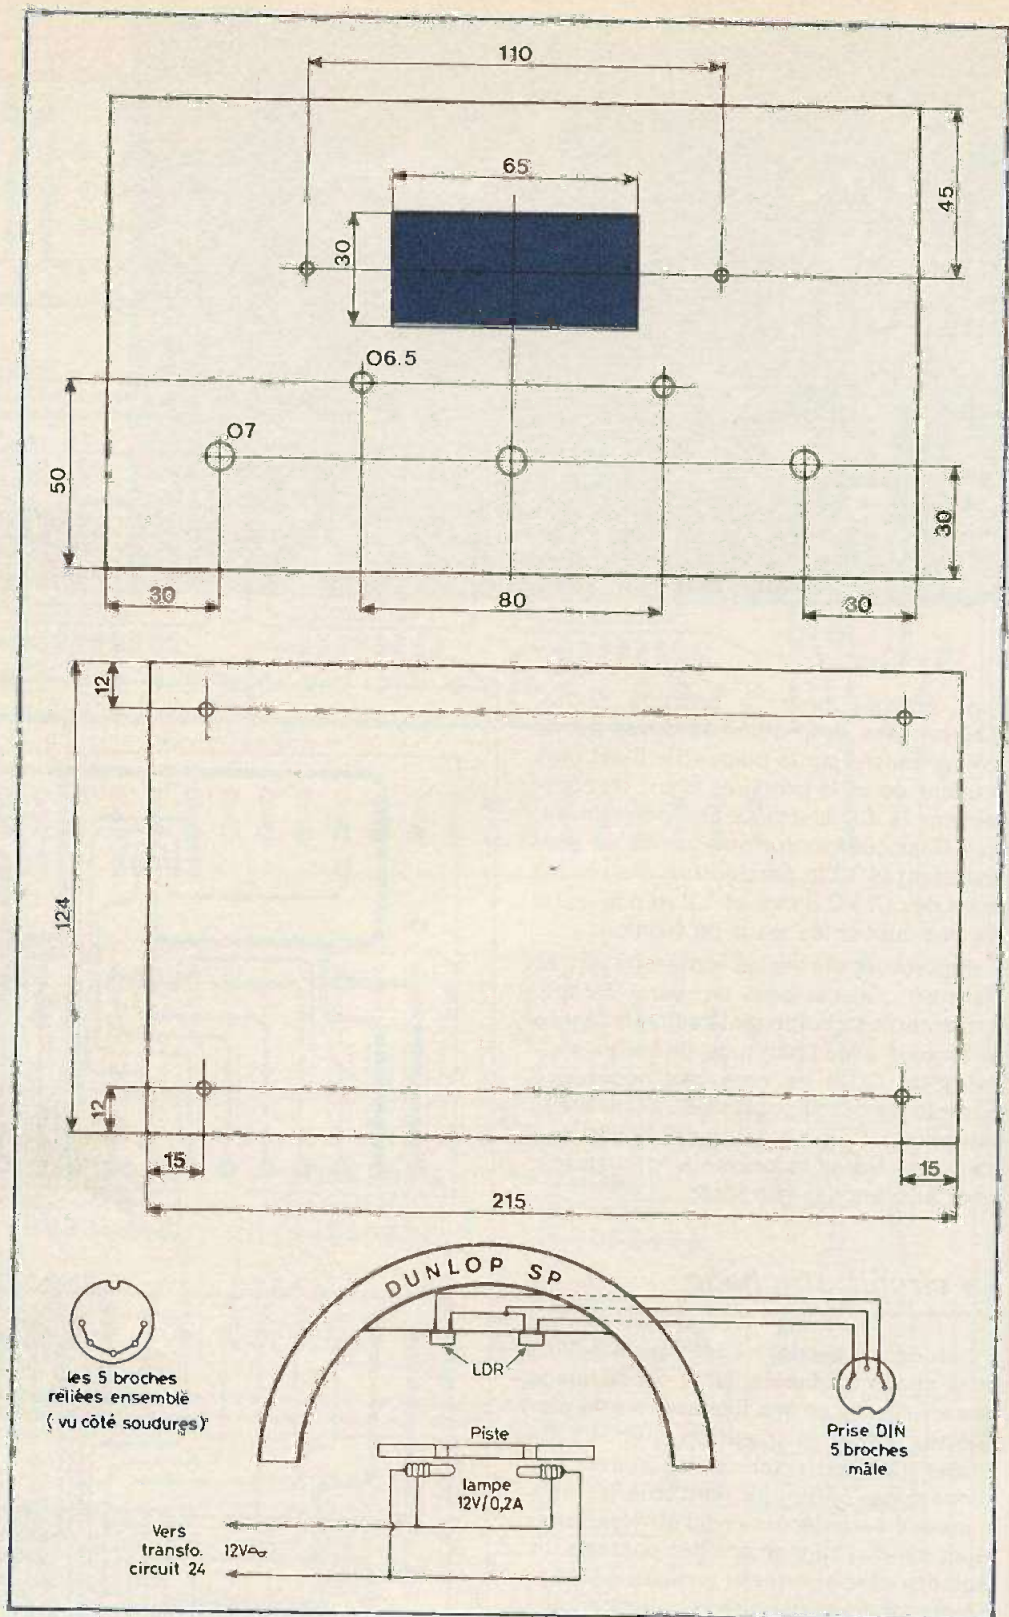 110
65
45
30
O6.5
O7
50
30
30
80
30
12
124
12
15
15
215
DUNLOP SP
LDR
les 5 broches
reliées ensemble
(vu côté soudures)
Piste
Prise DIN
5 broches
mâle
lampe
12V/0,2A
Vers
transfo. 12V
circuit 24